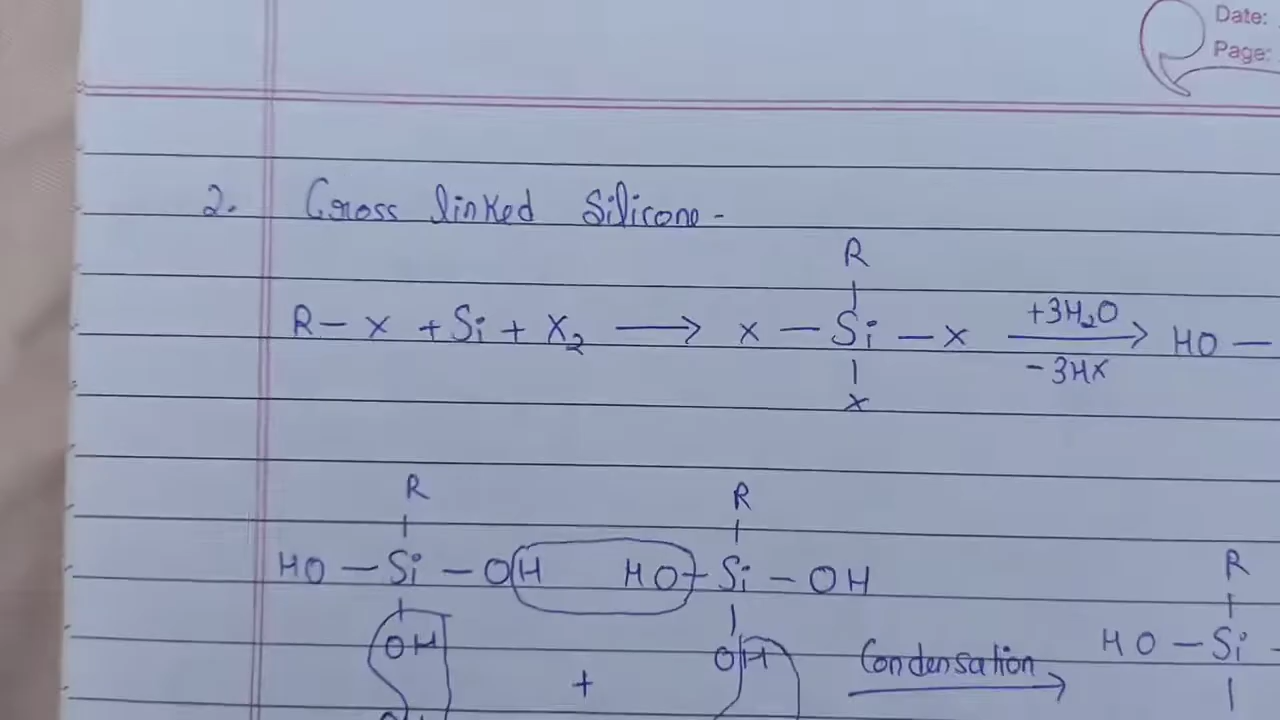 Date:
Page:
2. Cross linked Silicone -
R
R - X + Si + X₂ ⟶ X - Si - X +3H₂O ⟶ HO -
- 3HX
X
R R
HO - Si - OH HO - Si - OH
R
OH OH Condensation HO - Si -
+